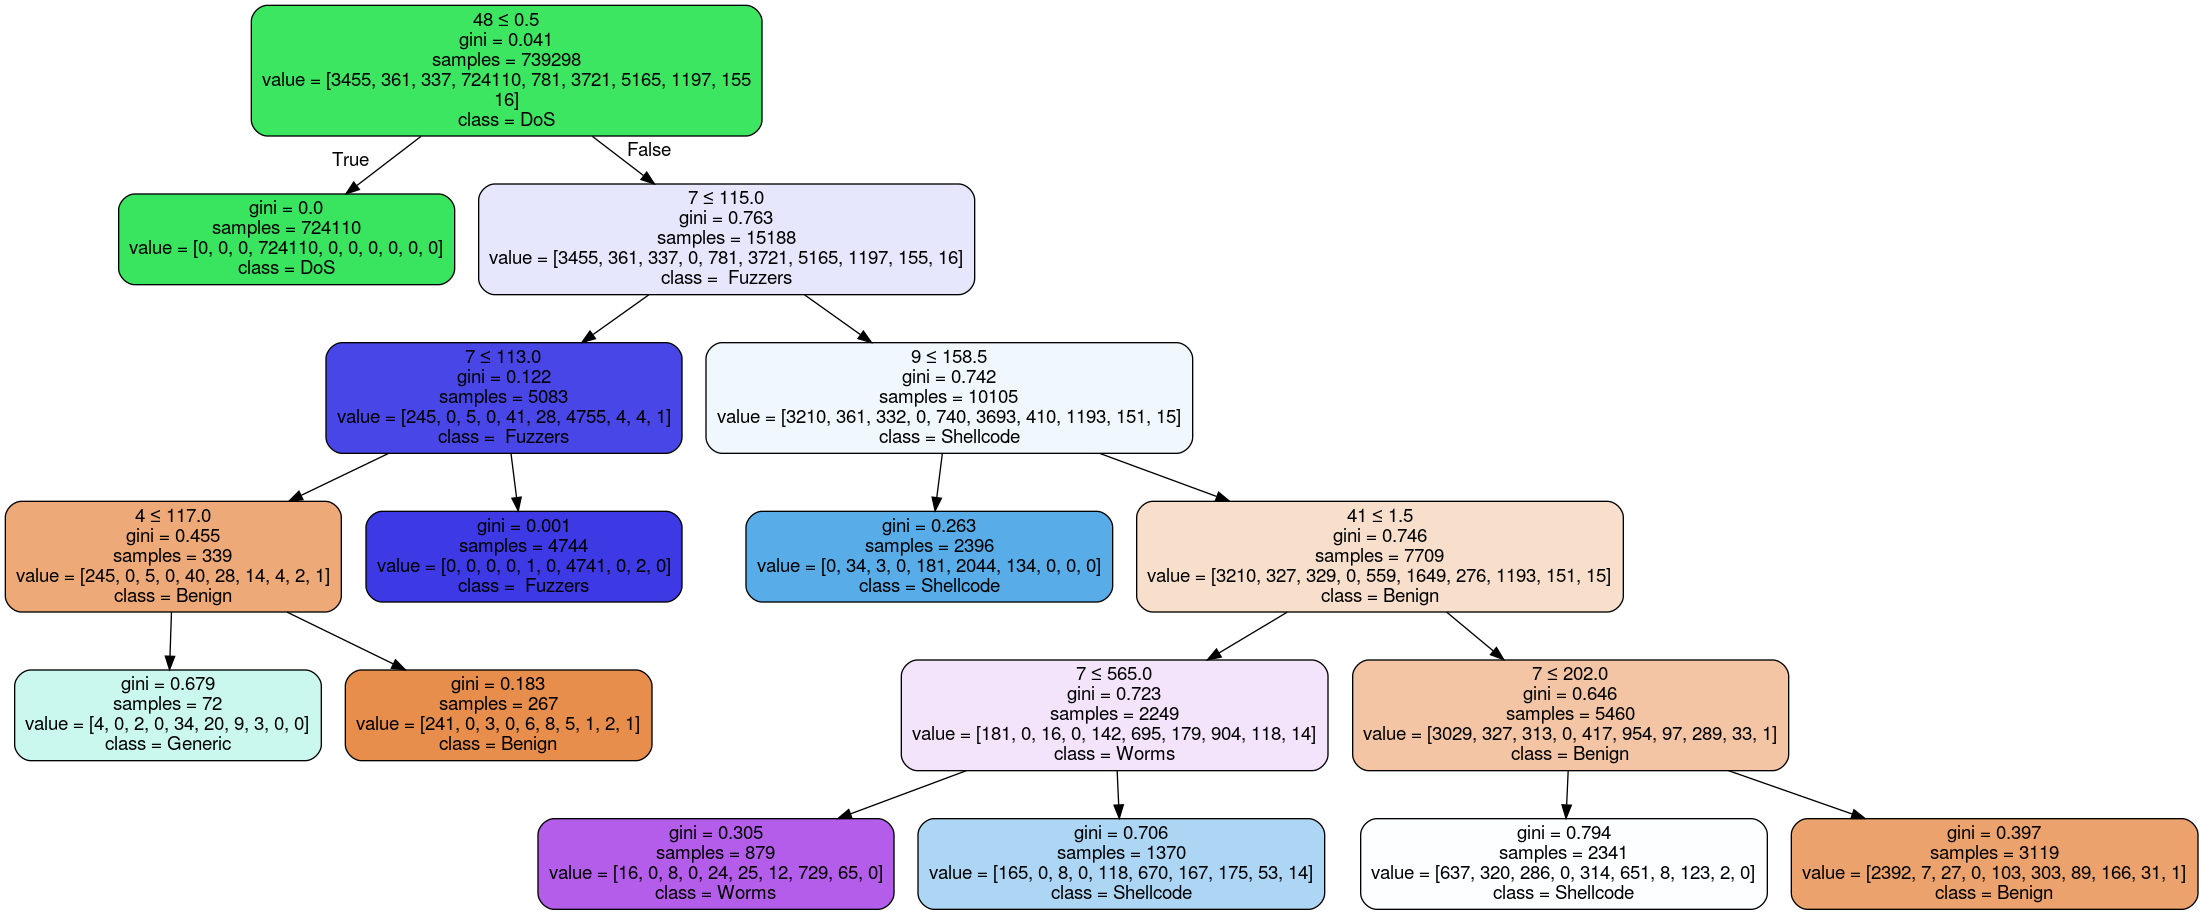 48 ≤ 0.5
gini = 0.041
samples = 739298
value = [3455, 361, 337, 724110, 781, 3721, 5165, 1197, 155
16]
class = DoS
True
False
gini = 0.0
samples = 724110
value = [0, 0, 0, 724110, 0, 0, 0, 0, 0, 0]
class = DoS
7 ≤ 115.0
gini = 0.763
samples = 15188
value = [3455, 361, 337, 0, 781, 3721, 5165, 1197, 155, 16]
class =  Fuzzers
7 ≤ 113.0
gini = 0.122
samples = 5083
value = [245, 0, 5, 0, 41, 28, 4755, 4, 4, 1]
class =  Fuzzers
9 ≤ 158.5
gini = 0.742
samples = 10105
value = [3210, 361, 332, 0, 740, 3693, 410, 1193, 151, 15]
class = Shellcode
4 ≤ 117.0
gini = 0.455
samples = 339
value = [245, 0, 5, 0, 40, 28, 14, 4, 2, 1]
class = Benign
gini = 0.001
samples = 4744
value = [0, 0, 0, 0, 1, 0, 4741, 0, 2, 0]
class =  Fuzzers
gini = 0.263
samples = 2396
value = [0, 34, 3, 0, 181, 2044, 134, 0, 0, 0]
class = Shellcode
41 ≤ 1.5
gini = 0.746
samples = 7709
value = [3210, 327, 329, 0, 559, 1649, 276, 1193, 151, 15]
class = Benign
gini = 0.679
samples = 72
value = [4, 0, 2, 0, 34, 20, 9, 3, 0, 0]
class = Generic
gini = 0.183
samples = 267
value = [241, 0, 3, 0, 6, 8, 5, 1, 2, 1]
class = Benign
7 ≤ 565.0
gini = 0.723
samples = 2249
value = [181, 0, 16, 0, 142, 695, 179, 904, 118, 14]
class = Worms
7 ≤ 202.0
gini = 0.646
samples = 5460
value = [3029, 327, 313, 0, 417, 954, 97, 289, 33, 1]
class = Benign
gini = 0.305
samples = 879
value = [16, 0, 8, 0, 24, 25, 12, 729, 65, 0]
class = Worms
gini = 0.706
samples = 1370
value = [165, 0, 8, 0, 118, 670, 167, 175, 53, 14]
class = Shellcode
gini = 0.794
samples = 2341
value = [637, 320, 286, 0, 314, 651, 8, 123, 2, 0]
class = Shellcode
gini = 0.397
samples = 3119
value = [2392, 7, 27, 0, 103, 303, 89, 166, 31, 1]
class = Benign